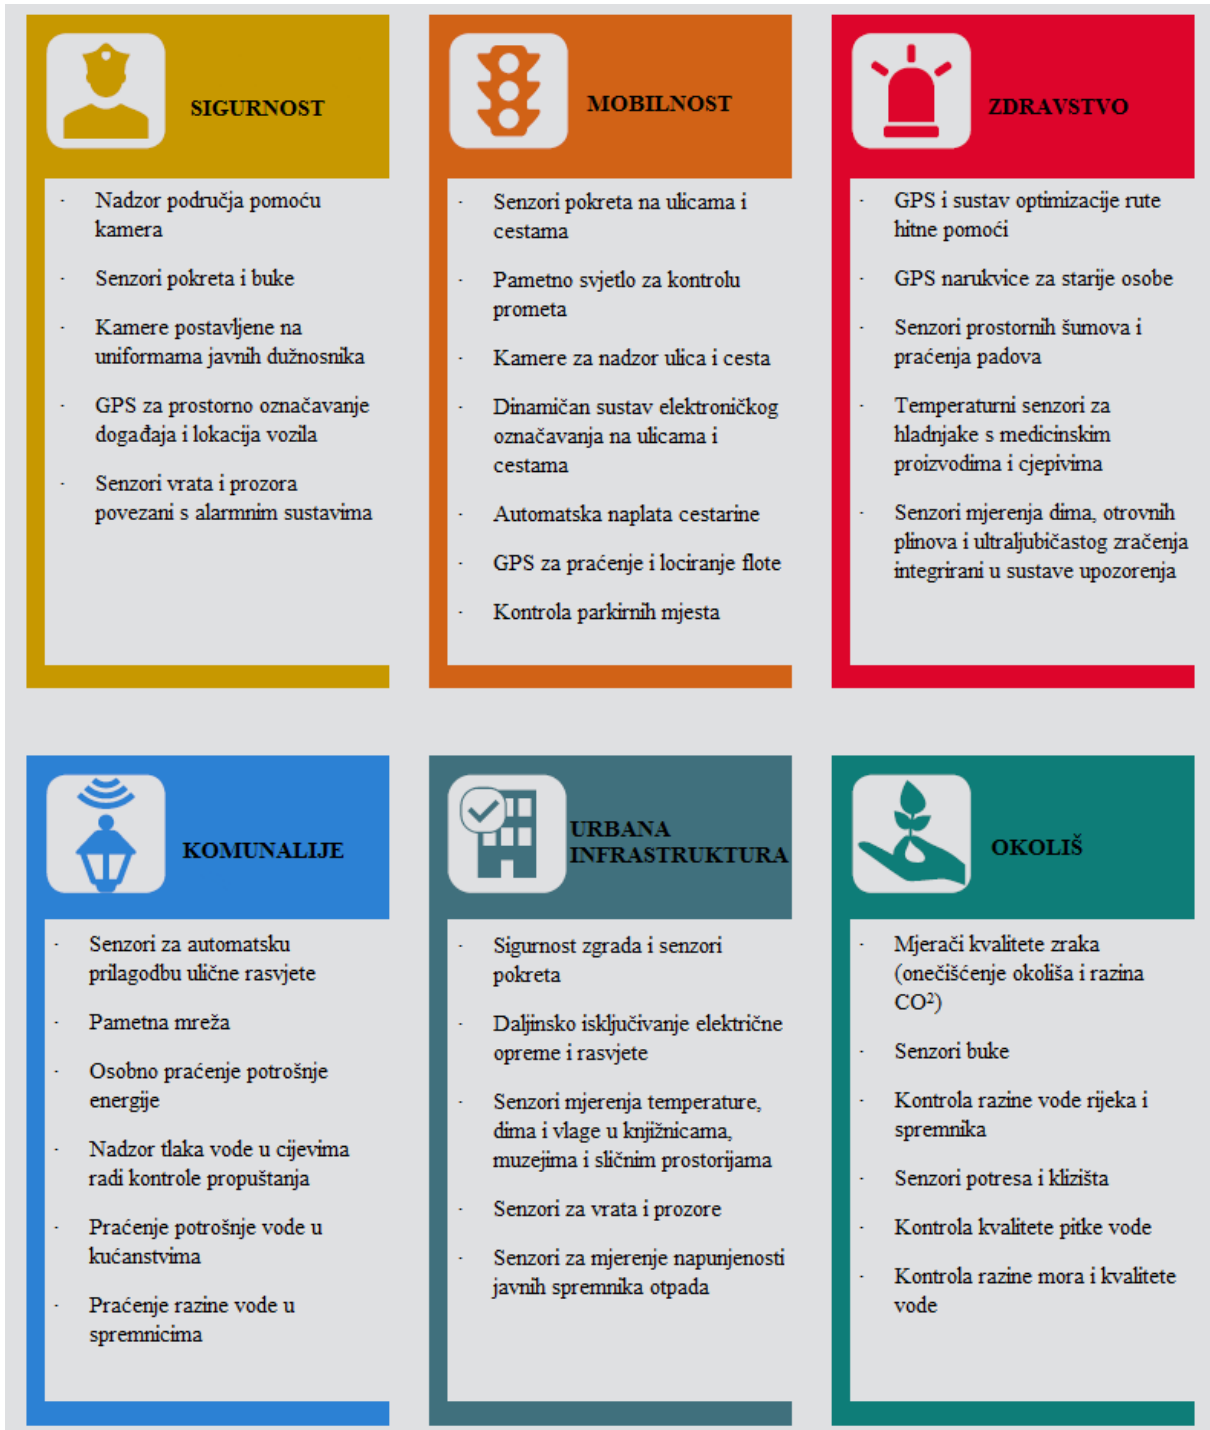 SIGURNOST
· Nadzor područja pomoću
kamera
· Senzori pokreta i buke
· Kamere postavljene na
uniformama javnih dužnosnika
· GPS za prostorno označavanje
događaja i lokacija vozila
· Senzori vrata i prozora
povezani s alarmnim sustavima
MOBILNOST
· Senzori pokreta na ulicama i
cestama
· Pametno svjetlo za kontrolu
prometa
· Kamere za nadzor ulica i cesta
· Dinamičan sustav elektroničkog
označavanja na ulicama i
cestama
· Automatska naplata cestarine
· GPS za praćenje i lociranje flote
· Kontrola parkirnih mjesta
ZDRAVSTVO
· GPS i sustav optimizacije rute
hitne pomoći
· GPS narukvice za starije osobe
· Senzori prostornih šumova i
praćenja padova
· Temperaturni senzori za
hladnjake s medicinskim
proizvodima i cjepivima
· Senzori mjerenja dima, otrovnih
plinova i ultraljubičastog zračenja
integrirani u sustave upozorenja
KOMUNALIJE
· Senzori za automatsku
prilagodbu ulične rasvjete
· Pametna mreža
· Osobno praćenje potrošnje
energije
· Nadzor tlaka vode u cijevima
radi kontrole propuštanja
· Praćenje potrošnje vode u
kućanstvima
· Praćenje razine vode u
spremnicima
URBANA
INFRASTRUKTURA
· Sigurnost zgrada i senzori
pokreta
· Daljinsko isključivanje električne
opreme i rasvjete
· Senzori mjerenja temperature,
dima i vlage u knjižnicama,
muzejima i sličnim prostorijama
· Senzori za vrata i prozore
· Senzori za mjerenje napunjenosti
javnih spremnika otpada
OKOLIŠ
· Mjerači kvalitete zraka
(onečišćenje okoliša i razina
CO²)
· Senzori buke
· Kontrola razine vode rijeka i
spremnika
· Senzori potresa i klizišta
· Kontrola kvalitete pitke vode
· Kontrola razine mora i kvalitete
vode